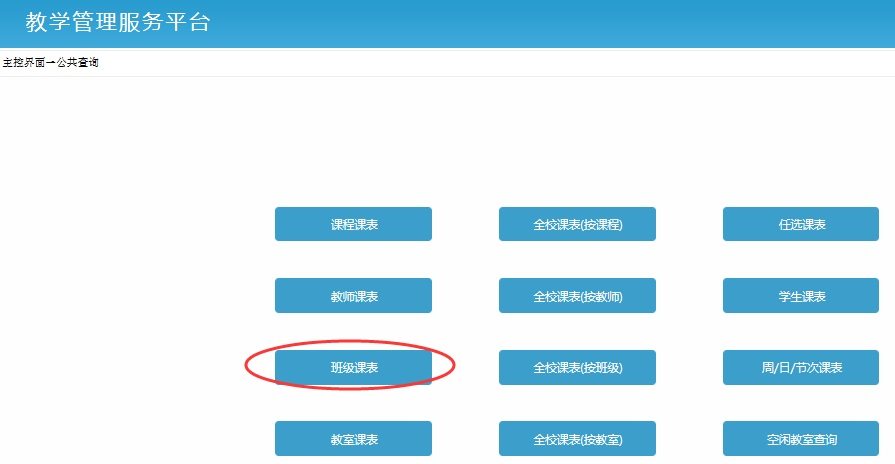 教学管理服务平台
主控界面→公共查询
课程课表 全校课表(按课程) 任选课表
教师课表 全校课表(按教师) 学生课表
班级课表 全校课表(按班级) 周/日/节次课表
教室课表 全校课表(按教室) 空闲教室查询